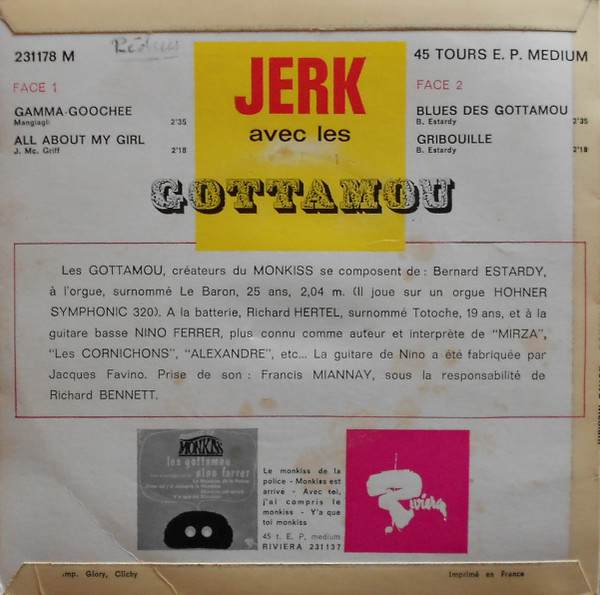 231178 M
45 TOURS E. P. MEDIUM
FACE 1
GAMMA-GOOCHEE
Mangiagli 2'35
ALL ABOUT MY GIRL
J. Mc. Griff 2'18
JERK
avec les
GOTTAMOU
FACE 2
BLUES DES GOTTAMOU
B. Estardy 2'35
GRIBOUILLE
B. Estardy 2'18
Les GOTTAMOU, créateurs du MONKISS se composent de : Bernard ESTARDY,
à l'orgue, surnommé Le Baron, 25 ans, 2,04 m. (Il joue sur un orgue HOHNER
SYMPHONIC 320). A la batterie, Richard HERTEL, surnommé Totoche, 19 ans, et à la
guitare basse NINO FERRER, plus connu comme auteur et interprète de "MIRZA",
"Les CORNICHONS", "ALEXANDRE", etc... La guitare de Nino a été fabriquée par
Jacques Favino. Prise de son : Francis MIANNAY, sous la responsabilité de
Richard BENNETT.
MONKISS
les gottamou
nino ferrer
Le monkiss de la
police - Monkiss est
arrivé - Avec toi,
j'ai compris le
monkiss - Y'a que
toi monkiss
45 t. E. P. medium
RIVIERA 231137
Riviera
Imp. Glory, Clichy
Imprimé en France